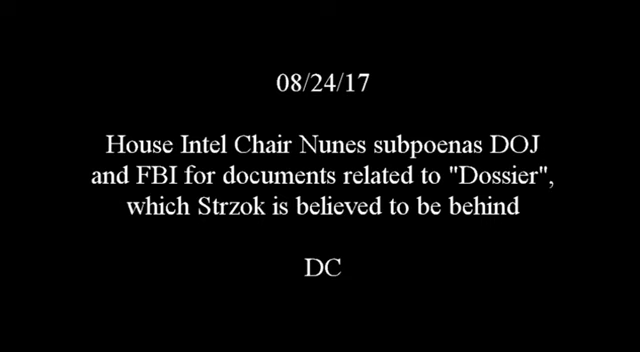 08/24/17
House Intel Chair Nunes subpoenas DOJ
and FBI for documents related to "Dossier",
which Strzok is believed to be behind
DC